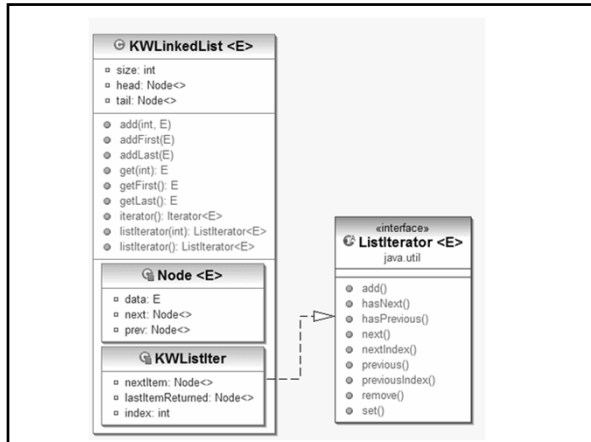 KWLinkedList <E>
size: int
head: Node<>
tail: Node<>
add(int, E)
addFirst(E)
addLast(E)
get(int): E
getFirst(): E
getLast(): E
iterator(): Iterator<E>
listIterator(int): ListIterator<E>
listIterator(): ListIterator<E>
Node <E>
data: E
next: Node<>
prev: Node<>
KWListIter
nextItem: Node<>
lastItemReturned: Node<>
index: int
«interface»
ListIterator <E>
java.util
add()
hasNext()
hasPrevious()
next()
nextIndex()
previous()
previousIndex()
remove()
set()